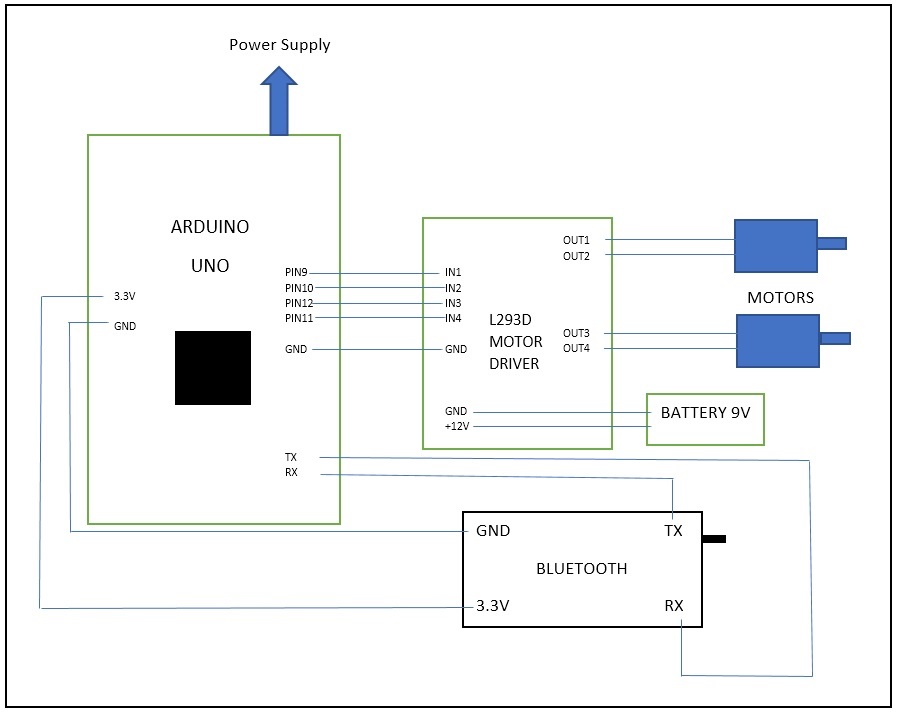 Power Supply
ARDUINO
UNO
3.3V
GND
PIN9
PIN10
PIN12
PIN11
GND
TX
RX
IN1
IN2
IN3
IN4
GND
L293D
MOTOR
DRIVER
OUT1
OUT2
OUT3
OUT4
GND
+12V
MOTORS
BATTERY 9V
GND
TX
BLUETOOTH
3.3V
RX